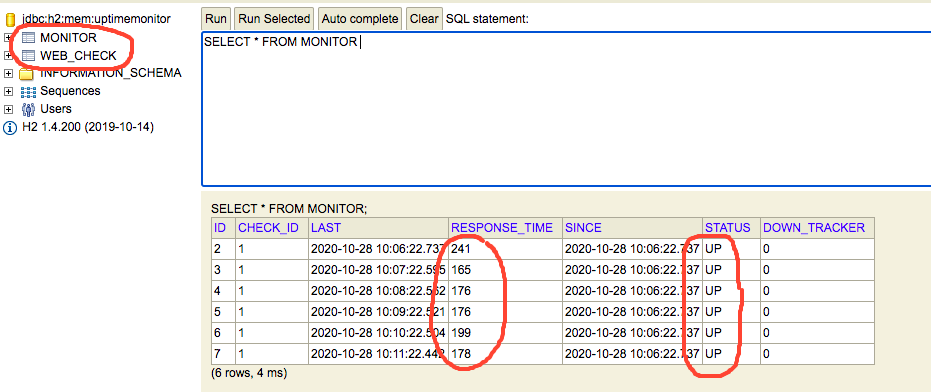 jdbc:h2:mem:uptimemonitor
MONITOR
WEB_CHECK
INFORMATION_SCHEMA
Sequences
Users
H2 1.4.200 (2019-10-14)
Run Run Selected Auto complete Clear SQL statement:
SELECT * FROM MONITOR
SELECT * FROM MONITOR;
ID CHECK_ID LAST RESPONSE_TIME SINCE STATUS DOWN_TRACKER
2 1 2020-10-28 10:06:22.737 241 2020-10-28 10:06:22.737 UP 0
3 1 2020-10-28 10:07:22.595 165 2020-10-28 10:06:22.737 UP 0
4 1 2020-10-28 10:08:22.562 176 2020-10-28 10:06:22.737 UP 0
5 1 2020-10-28 10:09:22.521 176 2020-10-28 10:06:22.737 UP 0
6 1 2020-10-28 10:10:22.504 199 2020-10-28 10:06:22.737 UP 0
7 1 2020-10-28 10:11:22.442 178 2020-10-28 10:06:22.737 UP 0
(6 rows, 4 ms)